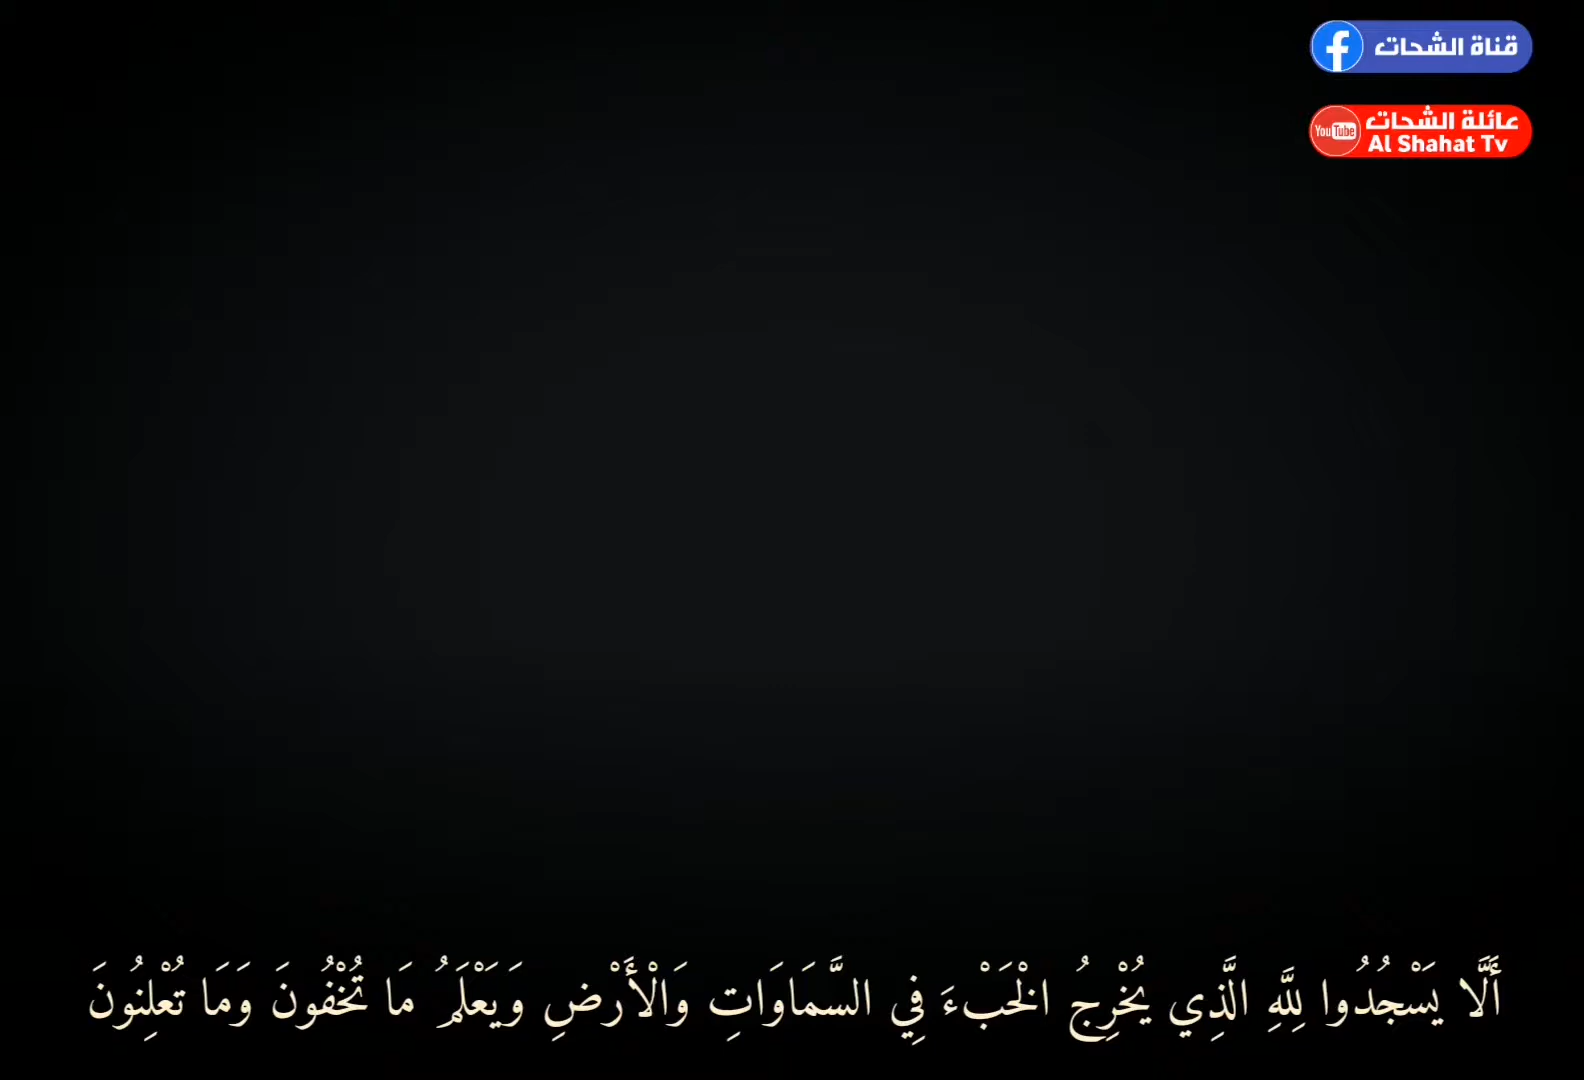 قناة الشحات
عائلة الشحات
YouTube
Al Shahat Tv
أَلَّا يَسْجُدُوا لِلَّهِ الَّذِي يُخْرِجُ الْخَبْءَ فِي السَّمَاوَاتِ وَالْأَرْضِ وَيَعْلَمُ مَا تُخْفُونَ وَمَا تُعْلِنُونَ